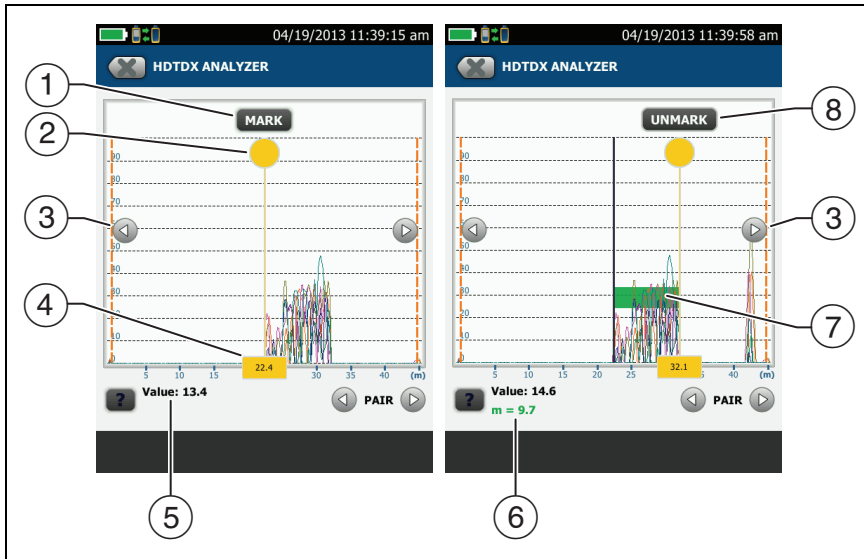 04/19/2013 11:39:15 am
HDTDX ANALYZER
MARK
90
80
70
60
50
40
30
20
10
0
5 10 15 20 30 35 40 (m)
22.4
? Value: 13.4
PAIR
04/19/2013 11:39:58 am
HDTDX ANALYZER
UNMARK
90
80
70
60
50
40
30
20
10
0
5 10 15 20 25 30 40 (m)
32.1
? Value: 14.6
m = 9.7
PAIR
1
2
3
4
5
6
7
3
8